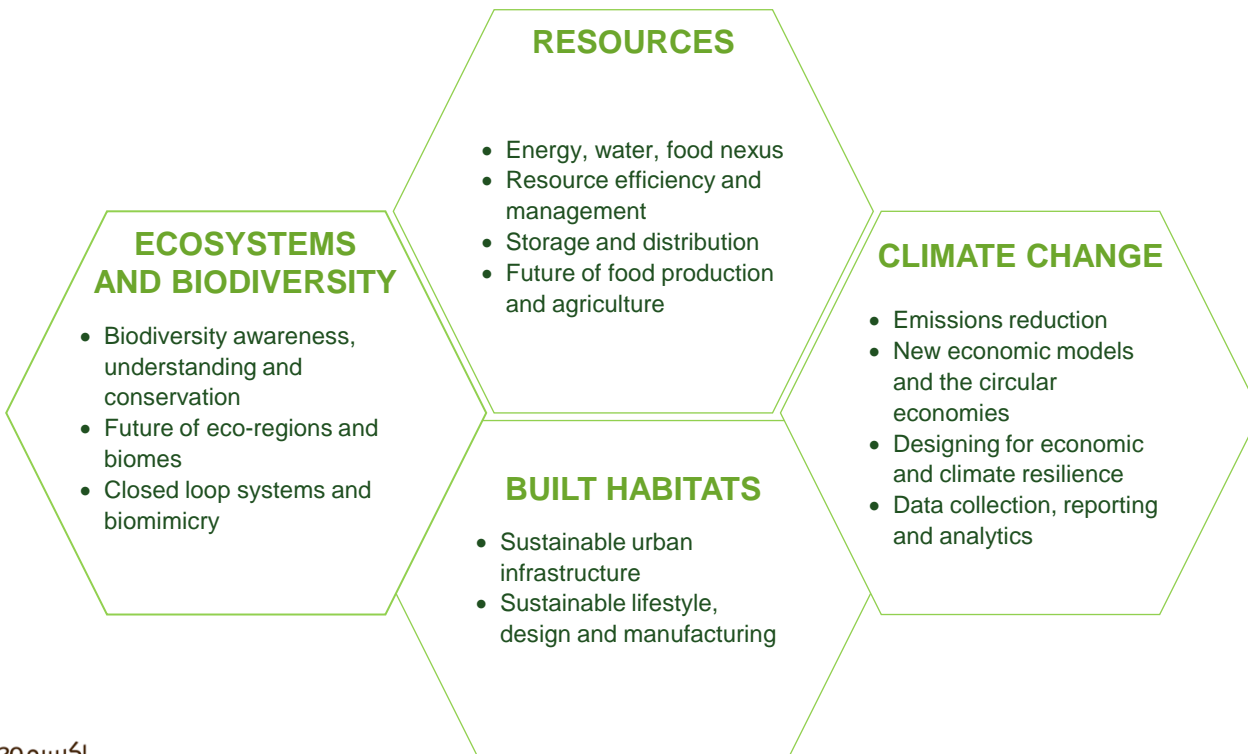 RESOURCES
• Energy, water, food nexus
• Resource efficiency and
management
• Storage and distribution
• Future of food production
and agriculture
ECOSYSTEMS
AND BIODIVERSITY
• Biodiversity awareness,
understanding and
conservation
• Future of eco-regions and
biomes
• Closed loop systems and
biomimicry
CLIMATE CHANGE
• Emissions reduction
• New economic models
and the circular
economies
• Designing for economic
and climate resilience
• Data collection, reporting
and analytics
BUILT HABITATS
• Sustainable urban
infrastructure
• Sustainable lifestyle,
design and manufacturing